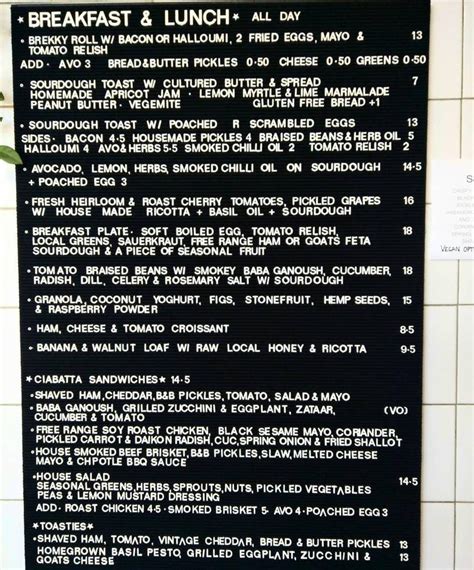 * BREAKFAST & LUNCH * ALL DAY
• BREKKY ROLL W/ BACON OR HALLOUMI, 2 FRIED EGGS, MAYO & 13
TOMATO RELISH
ADD · AVO 3 BREAD&BUTTER PICKLES 0·50 CHEESE 0·50 GREENS 0·50
• SOURDOUGH TOAST W/ CULTURED BUTTER & SPREAD 7
HOMEMADE APRICOT JAM · LEMON MYRTLE & LIME MARMALADE
PEANUT BUTTER · VEGEMITE GLUTEN FREE BREAD +1
• SOURDOUGH TOAST W/ POACHED R SCRAMBLED EGGS 13
SIDES · BACON 4·5 HOUSEMADE PICKLES 4 BRAISED BEANS & HERB OIL 5
HALLOUMI 4 AVO & HERBS 5·5 SMOKED CHILLI OIL 2 TOMATO RELISH 2
• AVOCADO, LEMON, HERBS, SMOKED CHILLI OIL ON SOURDOUGH 14·5
+ POACHED EGG 3
• FRESH HEIRLOOM & ROAST CHERRY TOMATOES, PICKLED GRAPES 16
W/ HOUSE MADE RICOTTA + BASIL OIL + SOURDOUGH
• BREAKFAST PLATE · SOFT BOILED EGG, TOMATO RELISH, 18
LOCAL GREENS, SAUERKRAUT, FREE RANGE HAM OR GOATS FETA
SOURDOUGH & A PIECE OF SEASONAL FRUIT
• TOMATO BRAISED BEANS W/ SMOKEY BABA GANOUSH, CUCUMBER, 18
RADISH, DILL, CELERY & ROSEMARY SALT W/ SOURDOUGH
• GRANOLA, COCONUT YOGHURT, FIGS, STONEFRUIT, HEMP SEEDS, 15
& RASPBERRY POWDER
• HAM, CHEESE & TOMATO CROISSANT 8·5
• BANANA & WALNUT LOAF W/ RAW LOCAL HONEY & RICOTTA 9·5
* CIABATTA SANDWICHES * 14·5
• SHAVED HAM, CHEDDAR, B&B PICKLES, TOMATO, SALAD & MAYO
• BABA GANOUSH, GRILLED ZUCCHINI & EGGPLANT, ZATAAR, (VO)
CUCUMBER & TOMATO
• FREE RANGE SOY ROAST CHICKEN, BLACK SESAME MAYO, CORIANDER,
PICKLED CARROT & DAIKON RADISH, CUC, SPRING ONION & FRIED SHALLOT
• HOUSE SMOKED BEEF BRISKET, B&B PICKLES, SLAW, MELTED CHEESE
MAYO & CHPOTLE BBQ SAUCE
• HOUSE SALAD 14·5
SEASONAL GREENS, HERBS, SPROUTS, NUTS, PICKLED VEGETABLES
PEAS & LEMON MUSTARD DRESSING
ADD · ROAST CHICKEN 4·5 · SMOKED BRISKET 5 · AVO 4 · POACHED EGG 3
* TOASTIES *
• SHAVED HAM, TOMATO, VINTAGE CHEDDAR, BREAD & BUTTER PICKLES 13
HOMEGROWN BASIL PESTO, GRILLED EGGPLANT, ZUCCHINI & 13
GOATS CHEESE
VEGAN OPT